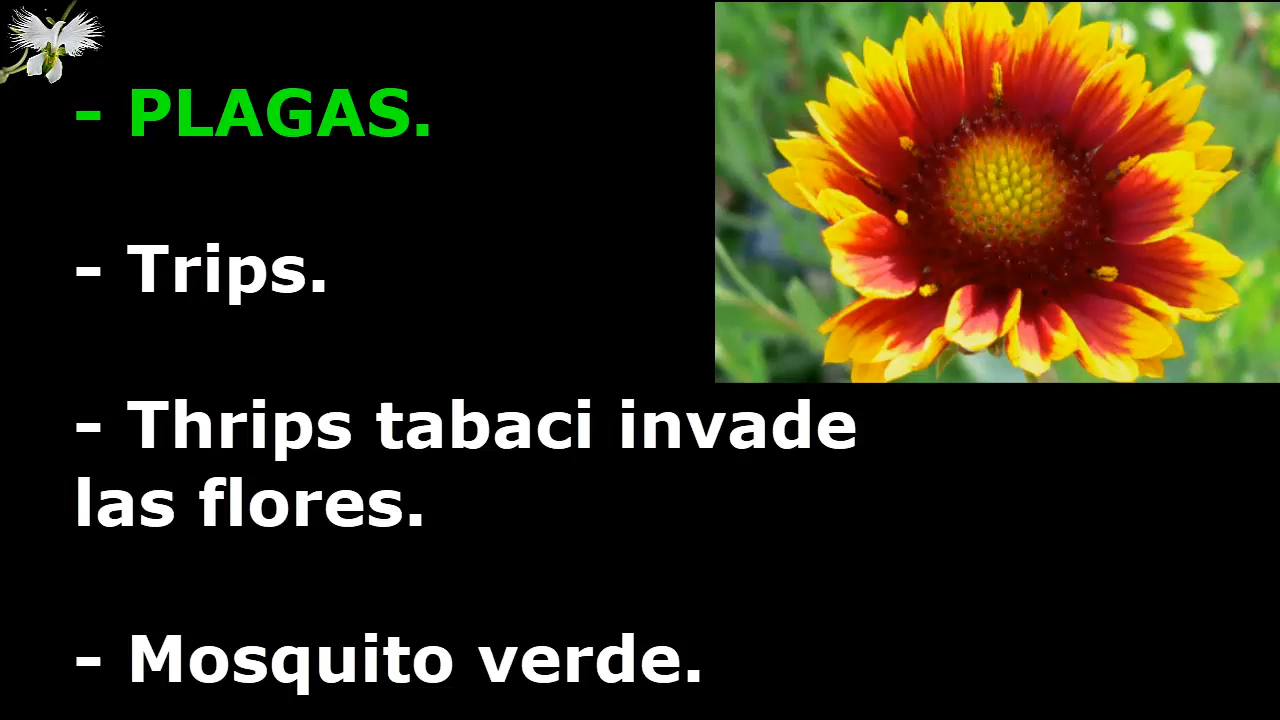 - PLAGAS.
- Trips.
- Thrips tabaci invade
las flores.
- Mosquito verde.